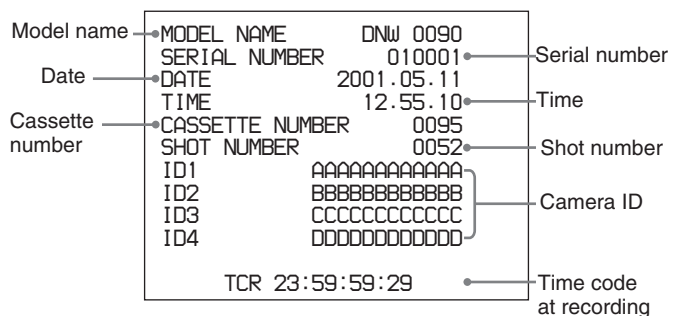 Model name
MODEL NAME DNW 0090
SERIAL NUMBER 010001
Serial number
Date
DATE 2001.05.11
TIME 12.55.10
Time
Cassette number
CASSETTE NUMBER 0095
SHOT NUMBER 0052
Shot number
ID1 AAAAAAAAAAAA
ID2 BBBBBBBBBBBB
ID3 CCCCCCCCCCCC
ID4 DDDDDDDDDDDD
Camera ID
TCR 23:59:59:29
Time code
at recording